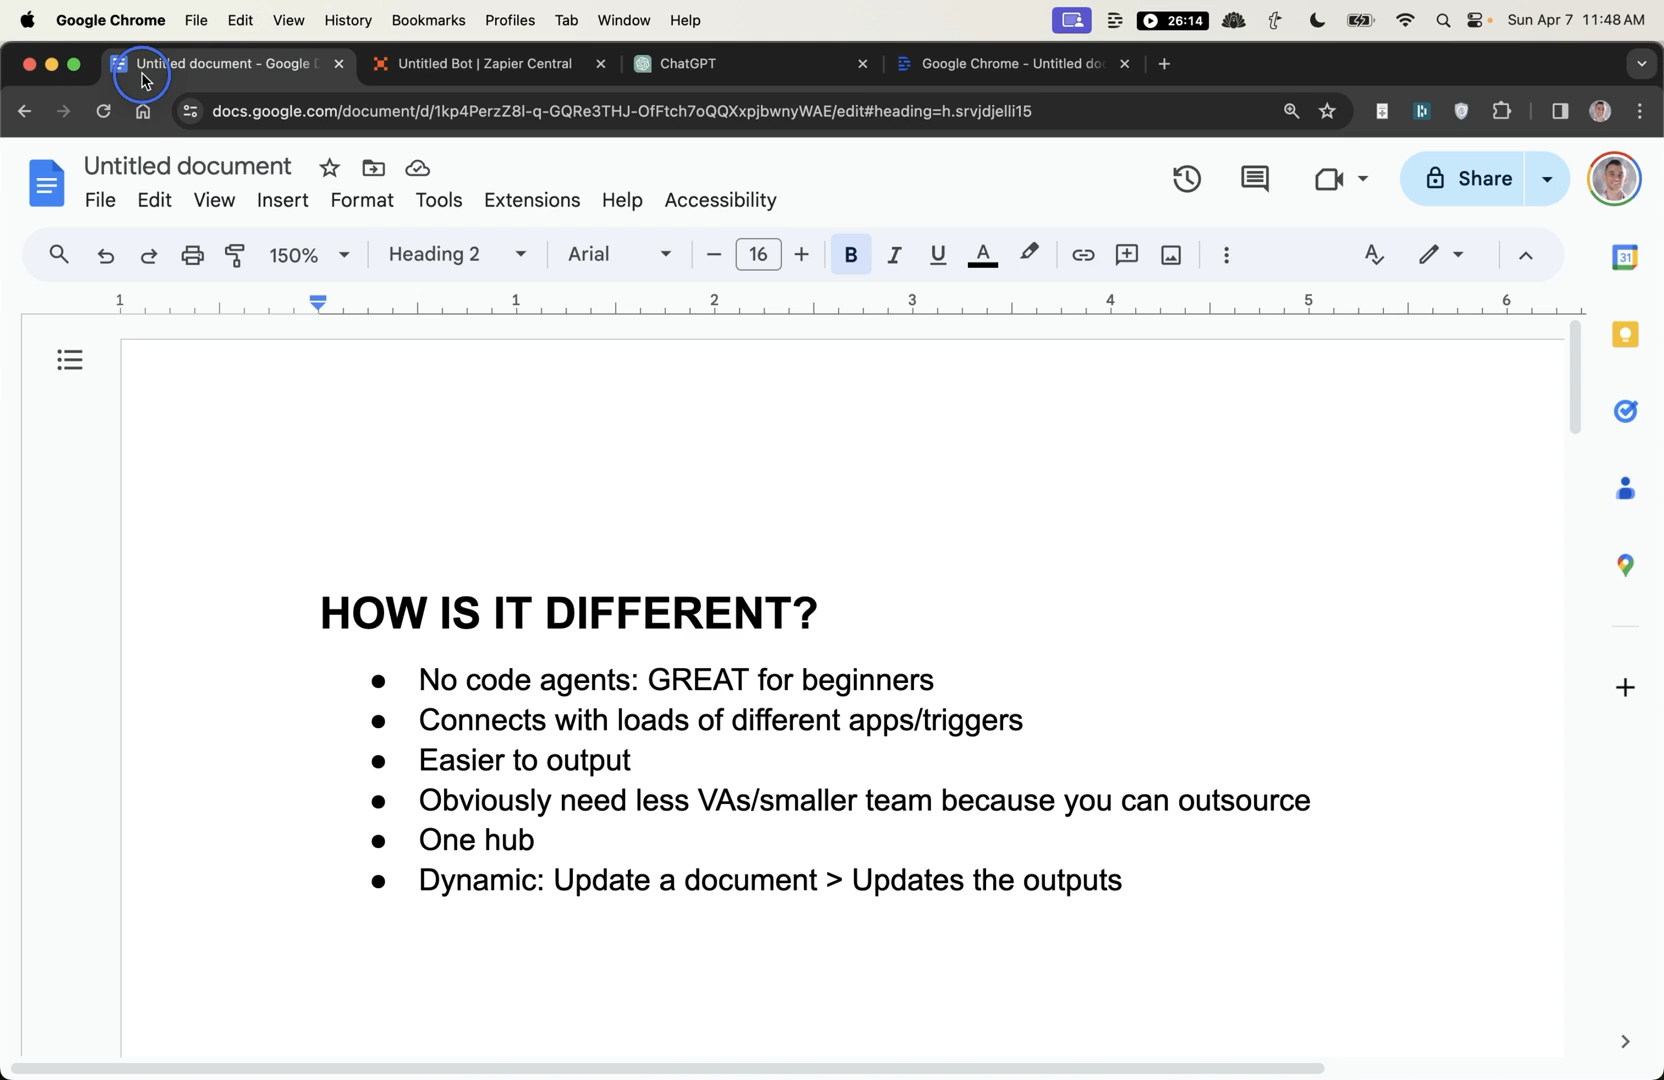 Google Chrome File Edit View History Bookmarks Profiles Tab Window Help 26:14 Sun Apr 7 11:48 AM
Untitled document - Google D Untitled Bot | Zapier Central ChatGPT Google Chrome - Untitled do
docs.google.com/document/d/1kp4PerzZ8l-q-GQRe3THJ-OfFtch7oQQXxpjbwnyWAE/edit#heading=h.srvjdjelli15
Untitled document
Share
File Edit View Insert Format Tools Extensions Help Accessibility
150% Heading 2 Arial 16 B I U A
31
1 1 2 3 4 5 6
HOW IS IT DIFFERENT?
● No code agents: GREAT for beginners
● Connects with loads of different apps/triggers
● Easier to output
● Obviously need less VAs/smaller team because you can outsource
● One hub
● Dynamic: Update a document > Updates the outputs